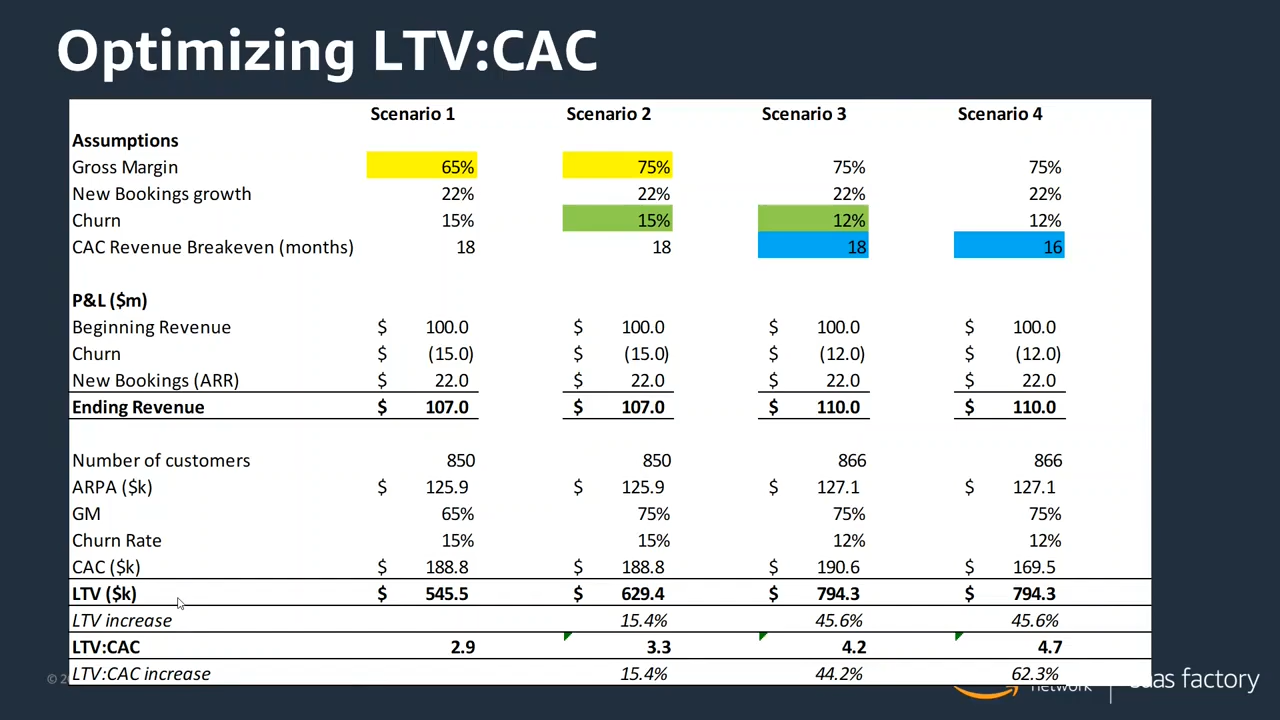 Optimizing LTV:CAC
Scenario 1 Scenario 2 Scenario 3 Scenario 4
Assumptions
Gross Margin 65% 75% 75% 75%
New Bookings growth 22% 22% 22% 22%
Churn 15% 15% 12% 12%
CAC Revenue Breakeven (months) 18 18 18 16
P&L ($m)
Beginning Revenue $ 100.0 $ 100.0 $ 100.0 $ 100.0
Churn $ (15.0) $ (15.0) $ (12.0) $ (12.0)
New Bookings (ARR) $ 22.0 $ 22.0 $ 22.0 $ 22.0
Ending Revenue $ 107.0 $ 107.0 $ 110.0 $ 110.0
Number of customers 850 850 866 866
ARPA ($k) $ 125.9 $ 125.9 $ 127.1 $ 127.1
GM 65% 75% 75% 75%
Churn Rate 15% 15% 12% 12%
CAC ($k) $ 188.8 $ 188.8 $ 190.6 $ 169.5
LTV ($k) $ 545.5 $ 629.4 $ 794.3 $ 794.3
LTV increase 15.4% 45.6% 45.6%
LTV:CAC 2.9 3.3 4.2 4.7
LTV:CAC increase 15.4% 44.2% 62.3%
network factory